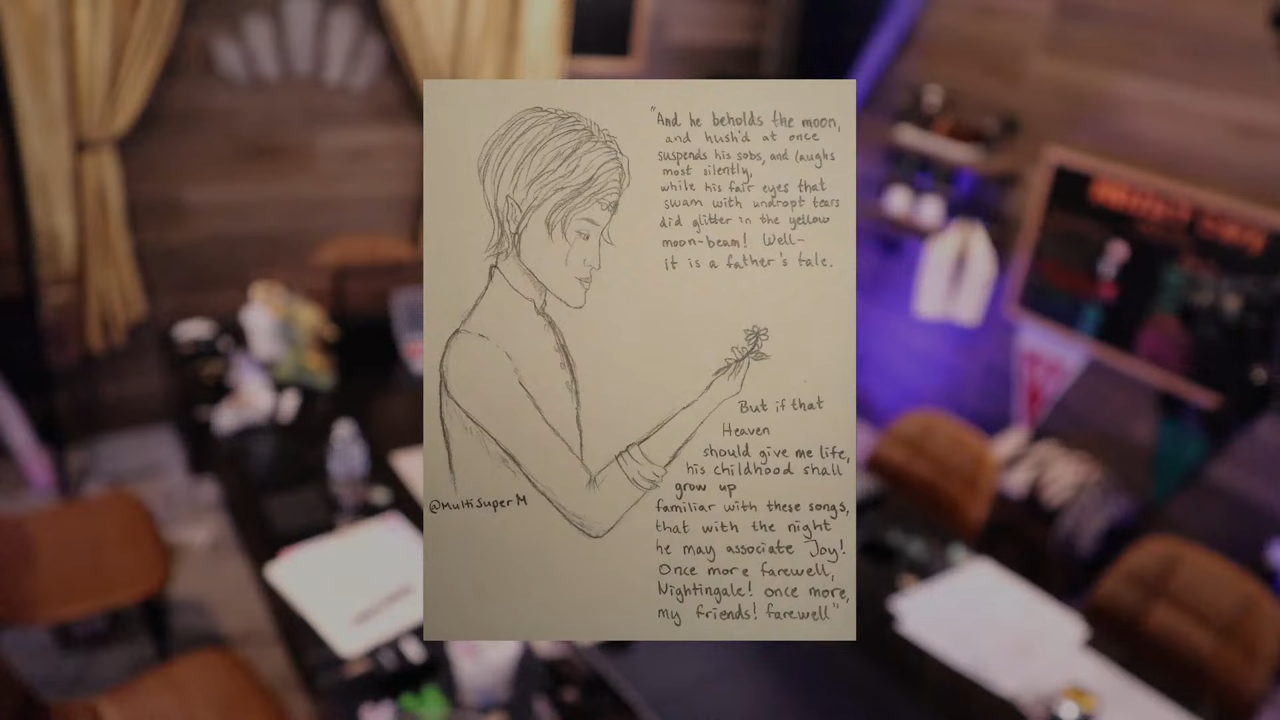 "And he beholds the moon,
and hush'd at once
suspends his sobs, and laughs
most silently,
while his fair eyes that
swam with undropt tears
did glitter in the yellow
moon-beam! Well-
it is a father's tale.
But if that
Heaven
should give me life,
his childhood shall
grow up
familiar with these songs,
that with the night
he may associate Joy!
Once more farewell,
Nightingale! once more,
my friends! farewell"
@MultiSuperM